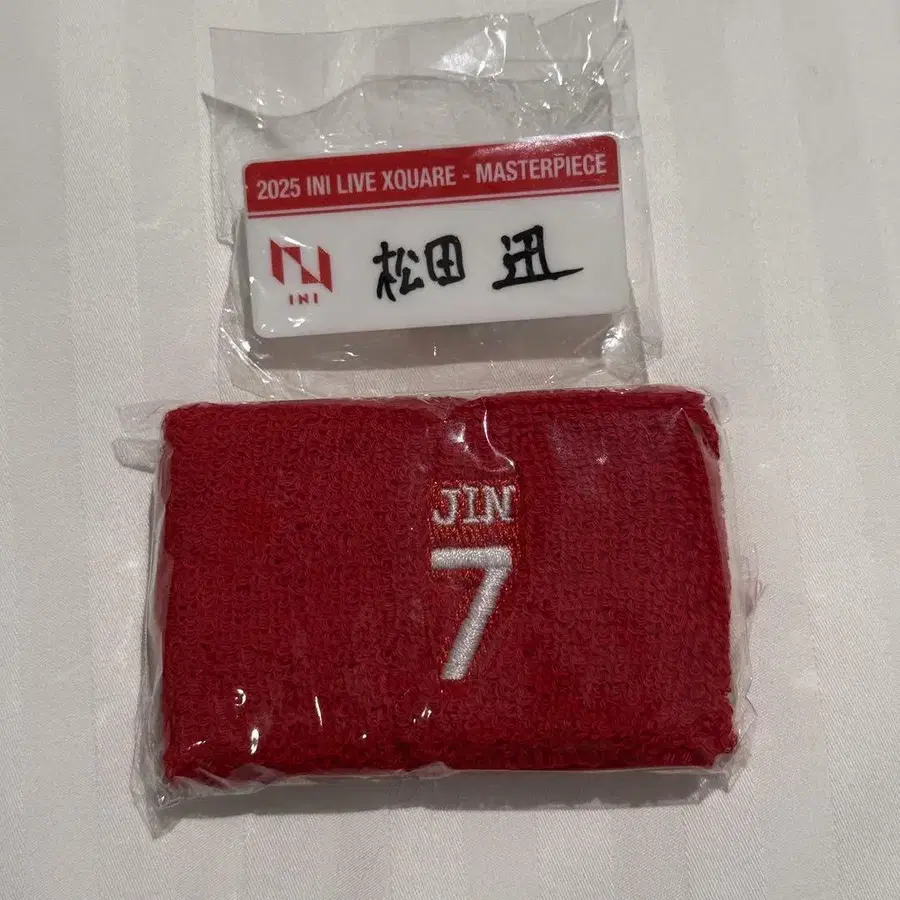 2025 INI LIVE XQUARE - MASTERPIECE
松田 迅
INI
JIN
7